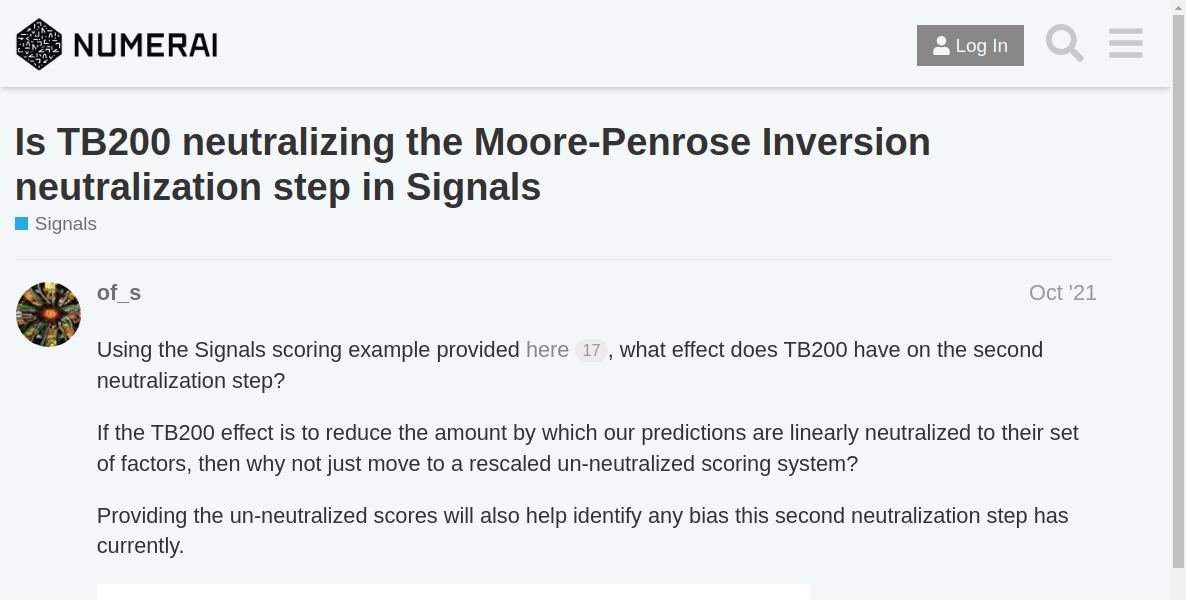 NUMERAI
Log In
Is TB200 neutralizing the Moore-Penrose Inversion
neutralization step in Signals
Signals
of_s
Oct '21
Using the Signals scoring example provided here 17, what effect does TB200 have on the second
neutralization step?
If the TB200 effect is to reduce the amount by which our predictions are linearly neutralized to their set
of factors, then why not just move to a rescaled un-neutralized scoring system?
Providing the un-neutralized scores will also help identify any bias this second neutralization step has
currently.